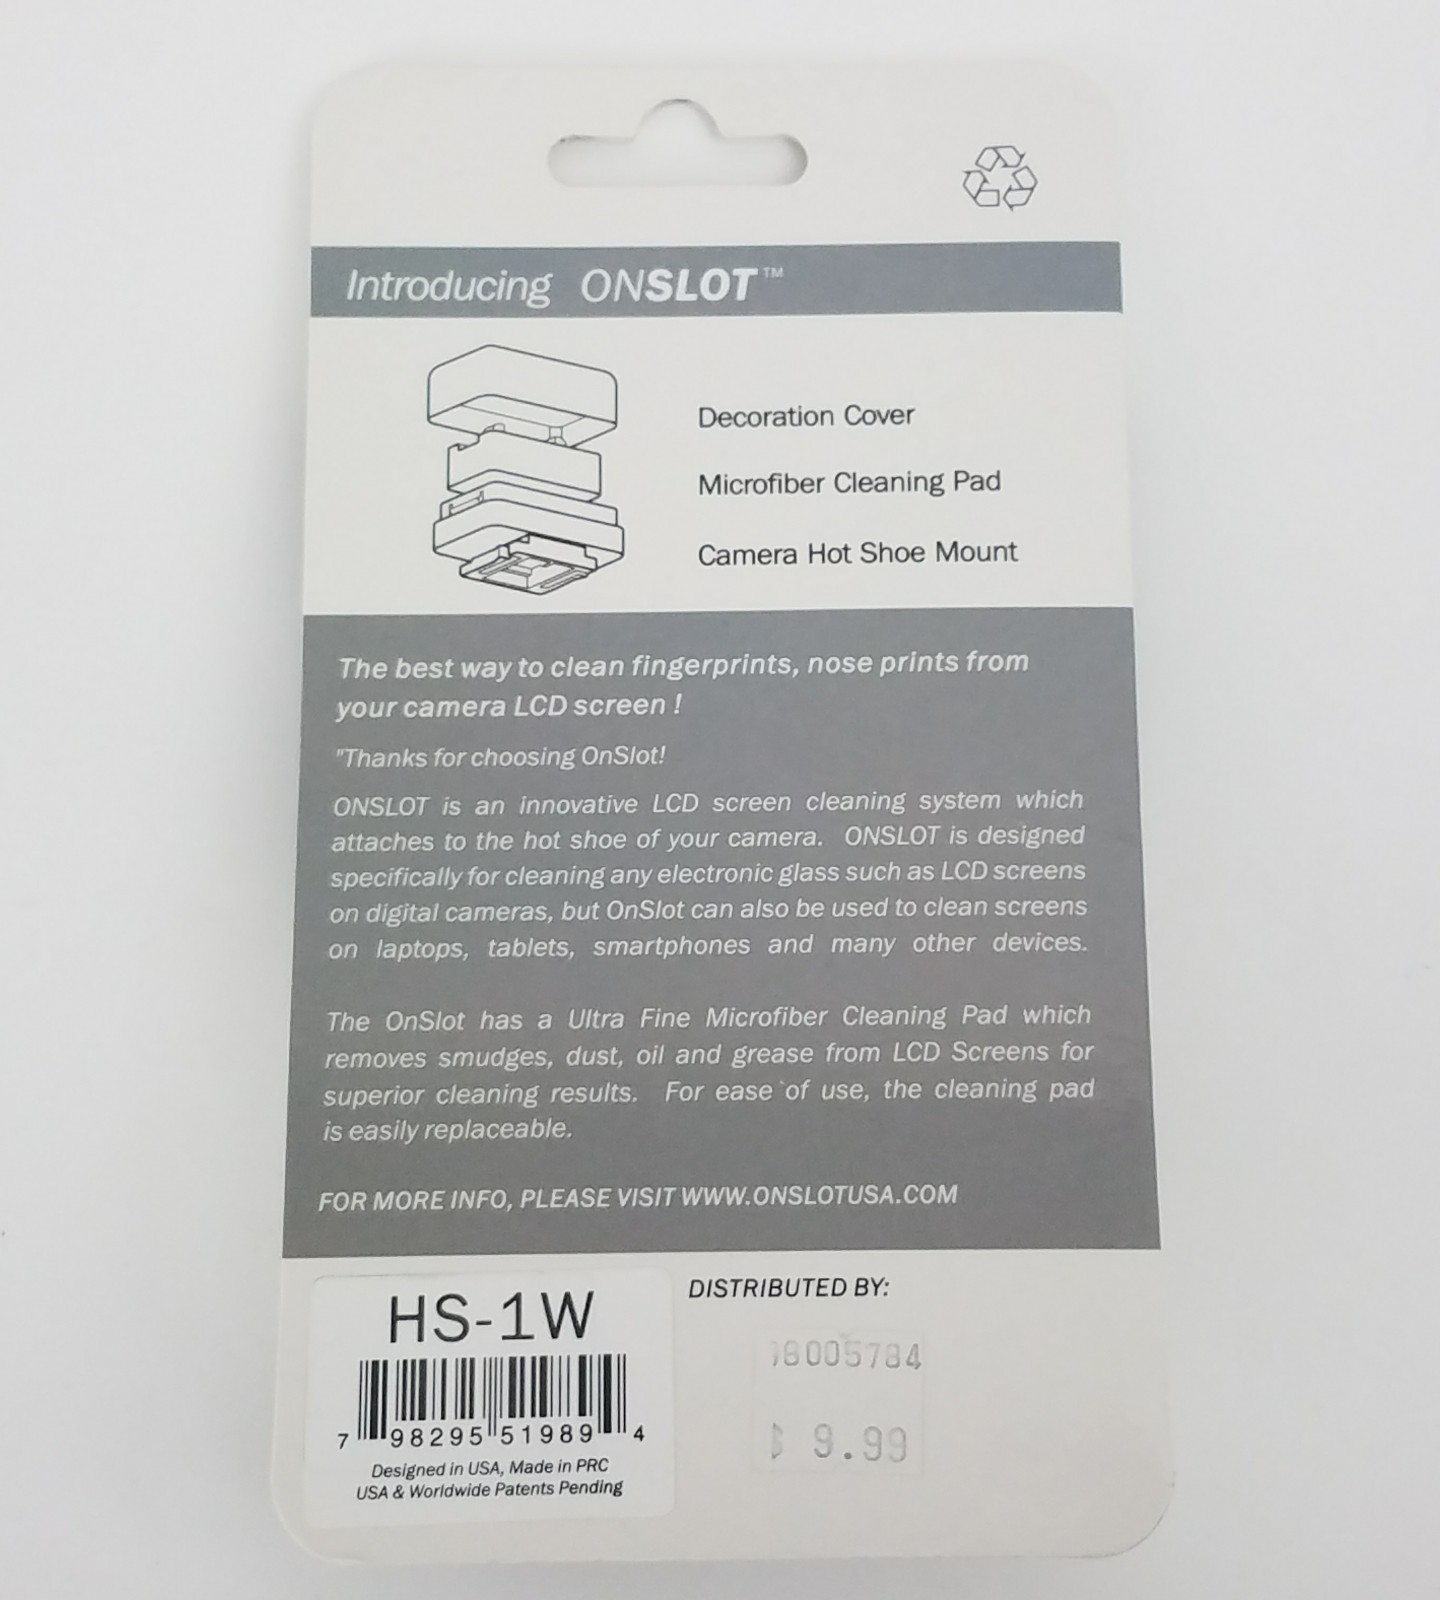 Introducing ONSLOT™
Decoration Cover
Microfiber Cleaning Pad
Camera Hot Shoe Mount
The best way to clean fingerprints, nose prints from
your camera LCD screen !
"Thanks for choosing OnSlot!
ONSLOT is an innovative LCD screen cleaning system which
attaches to the hot shoe of your camera. ONSLOT is designed
specifically for cleaning any electronic glass such as LCD screens
on digital cameras, but OnSlot can also be used to clean screens
on laptops, tablets, smartphones and many other devices.
The OnSlot has a Ultra Fine Microfiber Cleaning Pad which
removes smudges, dust, oil and grease from LCD Screens for
superior cleaning results. For ease of use, the cleaning pad
is easily replaceable.
FOR MORE INFO, PLEASE VISIT WWW.ONSLOTUSA.COM
HS-1W
7 98295 51989 4
Designed in USA, Made in PRC
USA & Worldwide Patents Pending
DISTRIBUTED BY:
$ 9.99